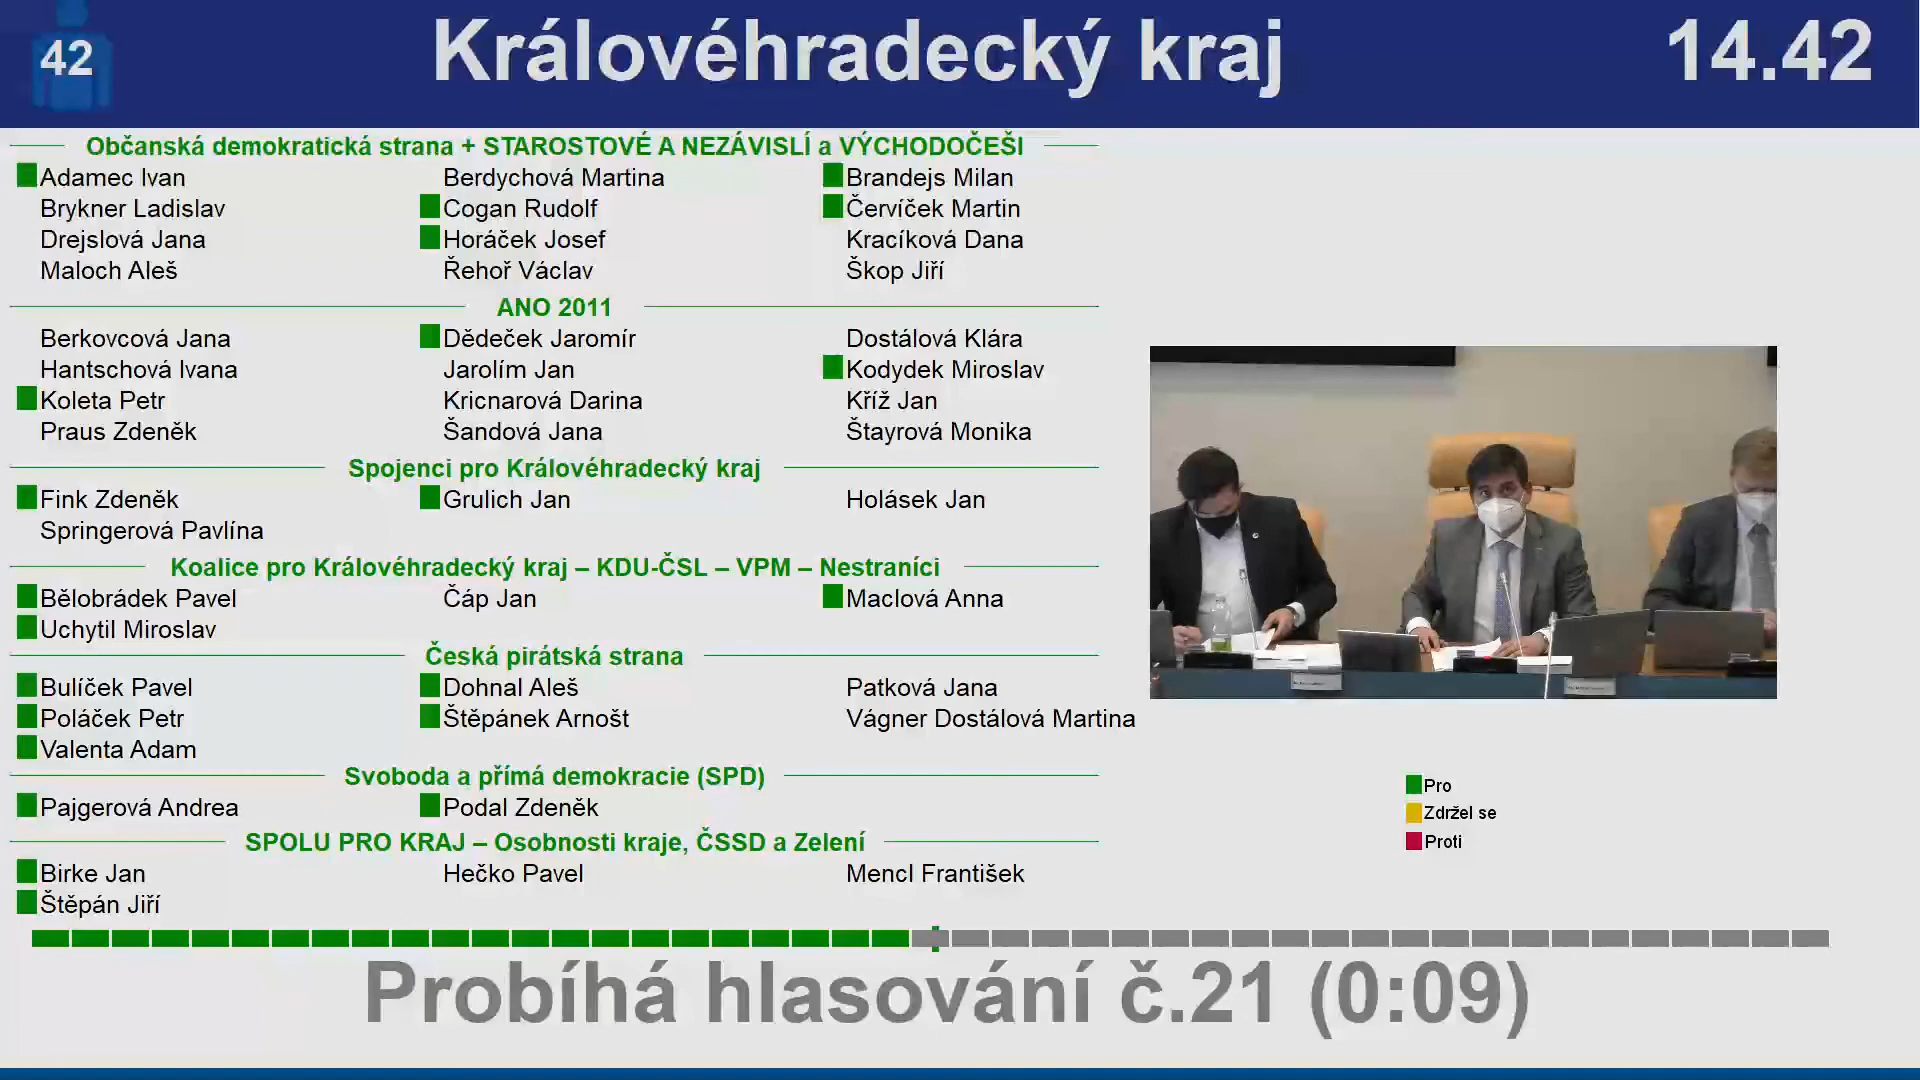 42 Královéhradecký kraj 14.42
Občanská demokratická strana + STAROSTOVÉ A NEZÁVISLÍ a VÝCHODOČEŠI
Adamec Ivan Berdychová Martina Brandejs Milan
Brykner Ladislav Cogan Rudolf Červíček Martin
Drejslová Jana Horáček Josef Kracíková Dana
Maloch Aleš Řehoř Václav Škop Jiří
ANO 2011
Berkovcová Jana Dědeček Jaromír Dostálová Klára
Hantschová Ivana Jarolím Jan Kodydek Miroslav
Koleta Petr Kricnarová Darina Kříž Jan
Praus Zdeněk Šandová Jana Štayrová Monika
Spojenci pro Královéhradecký kraj
Fink Zdeněk Grulich Jan Holásek Jan
Springerová Pavlína
Koalice pro Královéhradecký kraj – KDU-ČSL – VPM – Nestraníci
Bělobrádek Pavel Čáp Jan Maclová Anna
Uchytil Miroslav
Česká pirátská strana
Bulíček Pavel Dohnal Aleš Patková Jana
Poláček Petr Štěpánek Arnošt Vágner Dostálová Martina
Valenta Adam
Svoboda a přímá demokracie (SPD)
Pajgerová Andrea Podal Zdeněk
SPOLU PRO KRAJ – Osobnosti kraje, ČSSD a Zelení
Birke Jan Hečko Pavel Mencl František
Štěpán Jiří
Pro
Zdržel se
Proti
Probíhá hlasování č.21 (0:09)